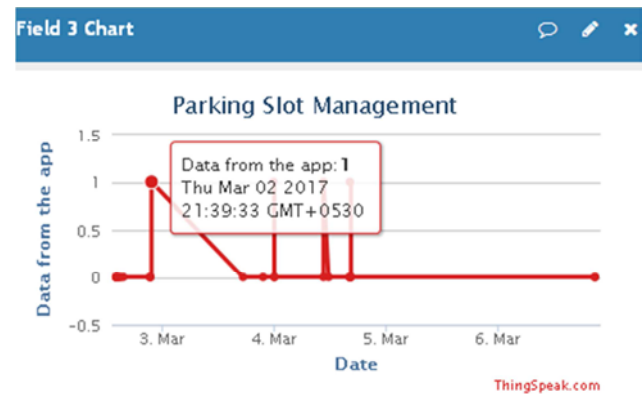 Field 3 Chart
Parking Slot Management
Data from the app
1.5
1
0.5
0
-0.5
Data from the app: 1
Thu Mar 02 2017
21:39:33 GMT+0530
3. Mar 4. Mar 5. Mar 6. Mar
Date
ThingSpeak.com